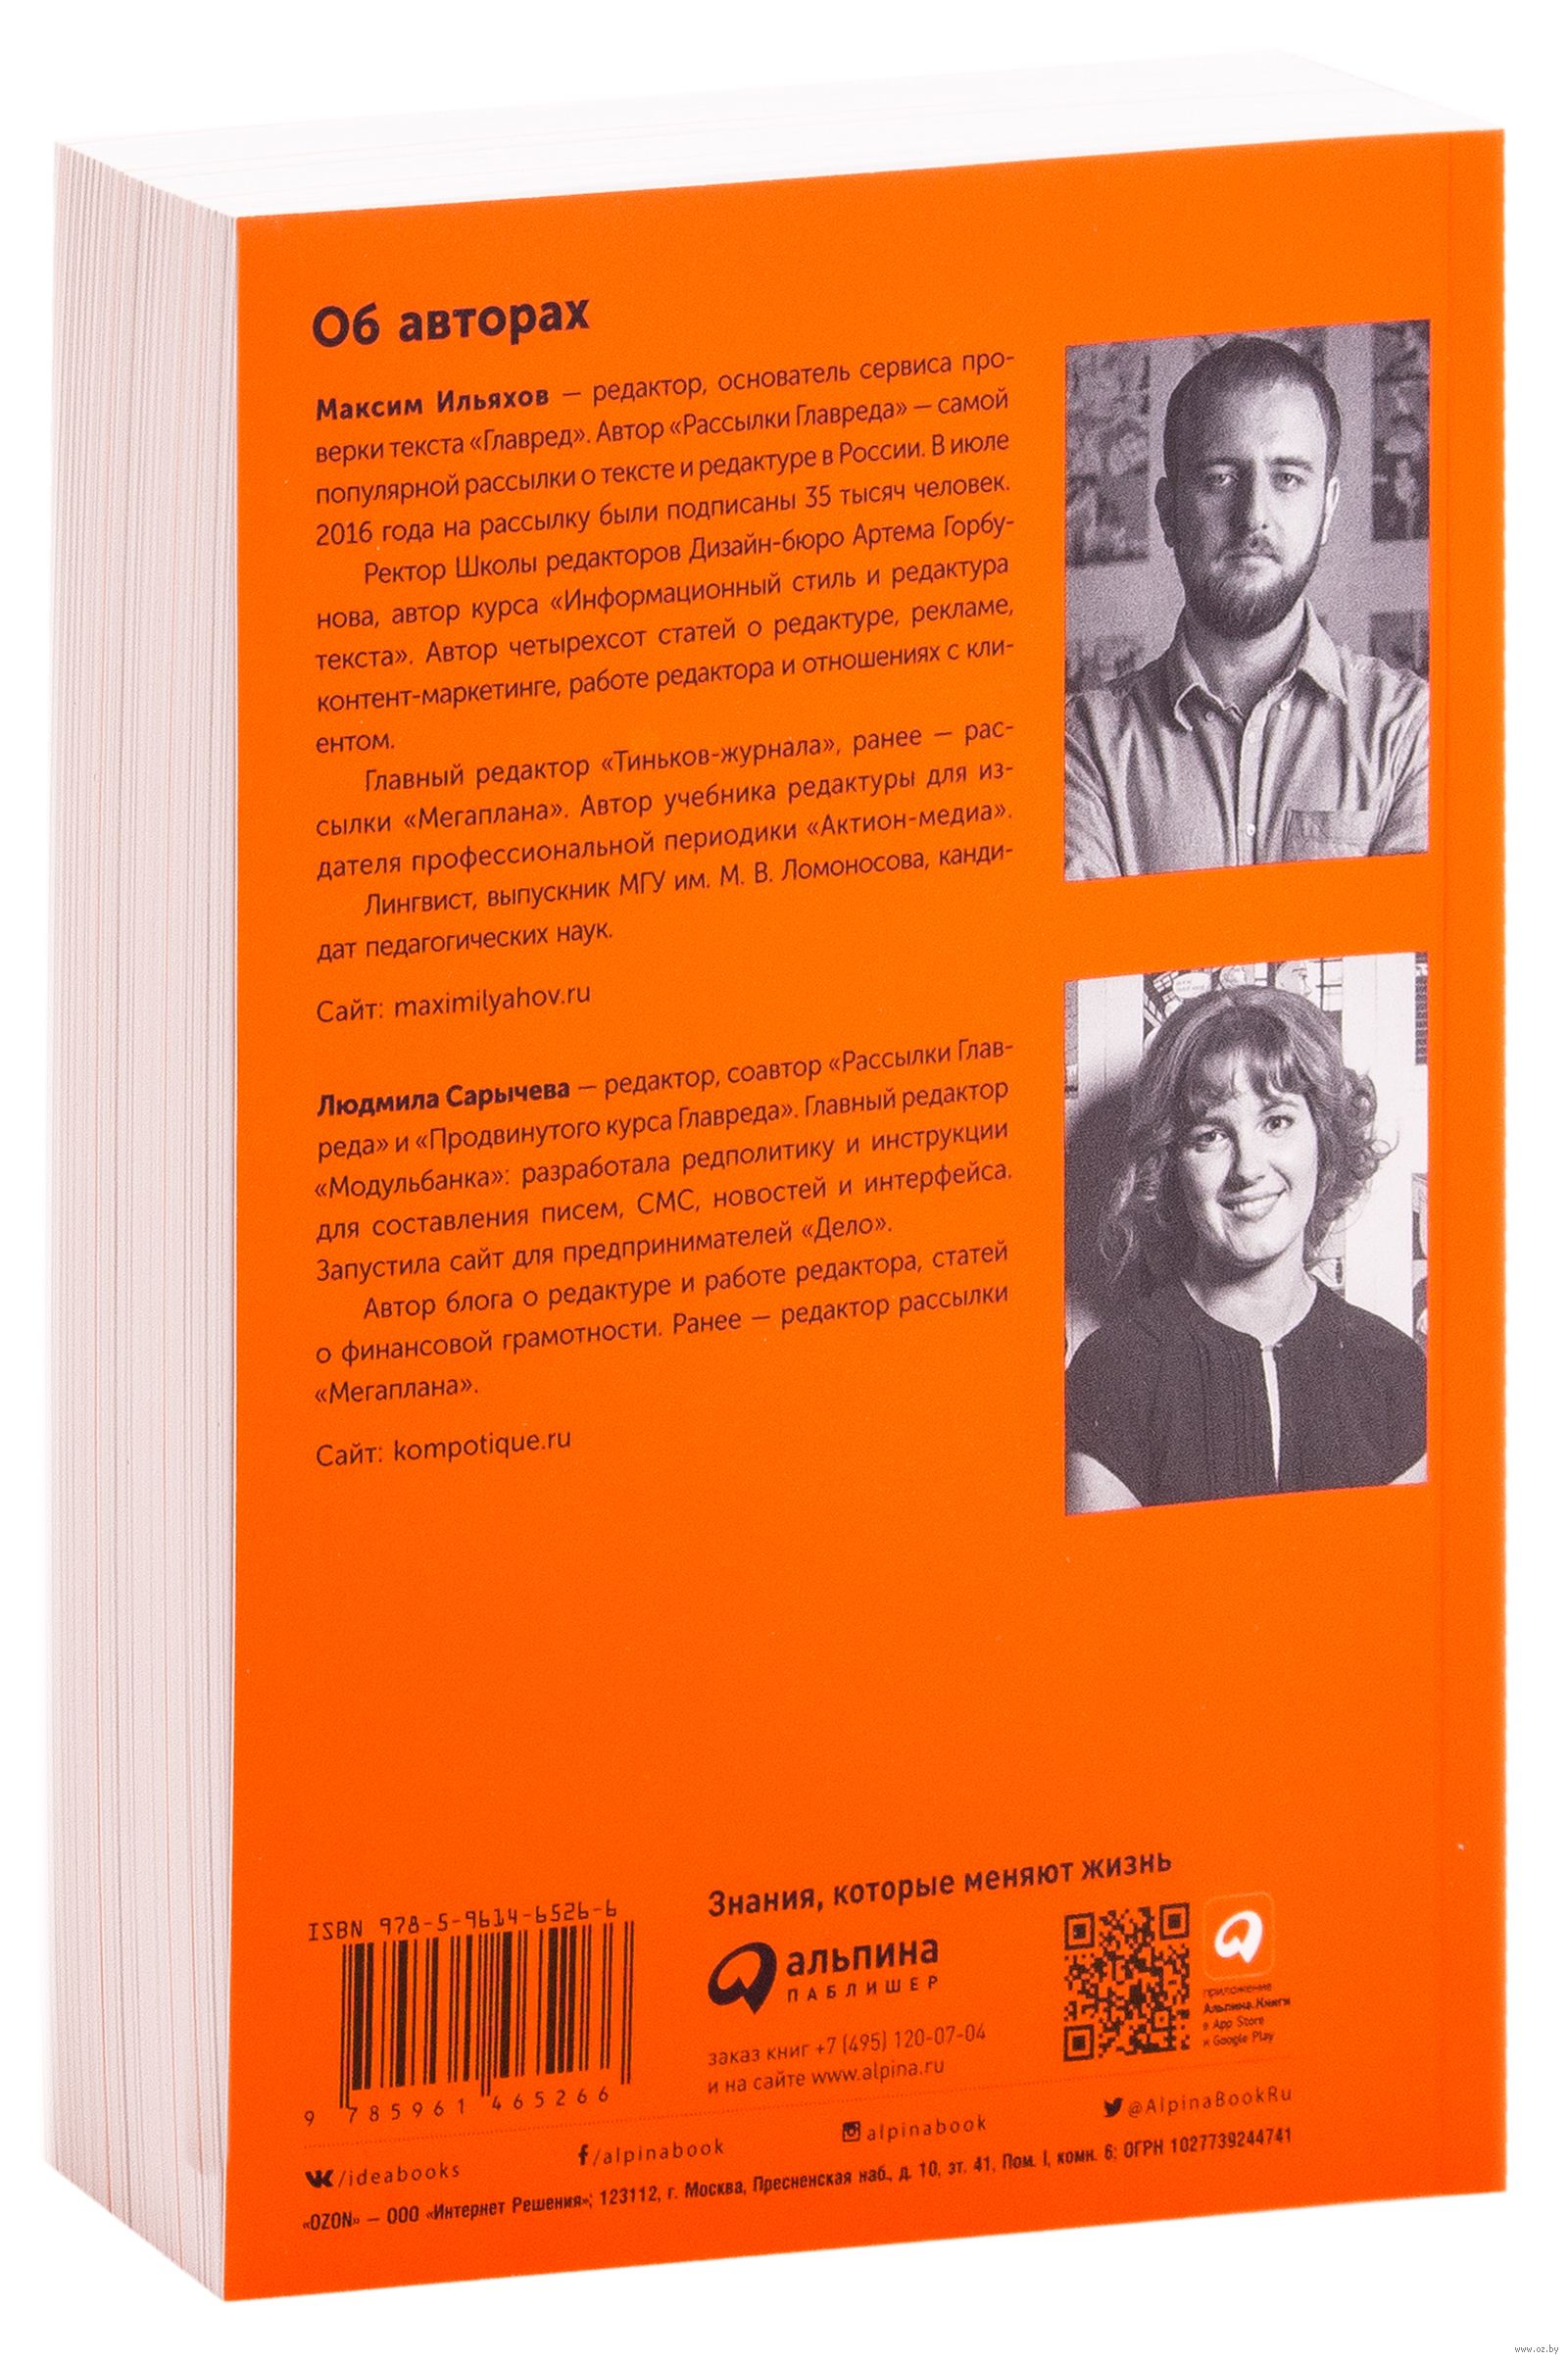 Об авторах
Максим Ильяхов — редактор, основатель сервиса про-
верки текста «Главред». Автор «Рассылки Главреда» — самой
популярной рассылки о тексте и редактуре в России. В июле
2016 года на рассылку были подписаны 35 тысяч человек.
Ректор Школы редакторов Дизайн-бюро Артема Горбу-
нова, автор курса «Информационный стиль и редактура
текста». Автор четырехсот статей о редактуре, рекламе,
контент-маркетинге, работе редактора и отношениях с кли-
ентом.
Главный редактор «Тиньков-журнала», ранее — рас-
сылки «Мегаплана». Автор учебника редактуры для из-
дателя профессиональной периодики «Актион-медиа».
Лингвист, выпускник МГУ им. М. В. Ломоносова, канди-
дат педагогических наук.
Сайт: maximilyahov.ru
Людмила Сарычева — редактор, соавтор «Рассылки Глав-
реда» и «Продвинутого курса Главреда». Главный редактор
«Модульбанка»: разработала редполитику и инструкции
для составления писем, СМС, новостей и интерфейса.
Запустила сайт для предпринимателей «Дело».
Автор блога о редактуре и работе редактора, статей
о финансовой грамотности. Ранее — редактор рассылки
«Мегаплана».
Сайт: kompotique.ru
ISBN 978-5-9614-6526-6
9 785961 465266
Знания, которые меняют жизнь
альпина
ПАБЛИШЕР
заказ книг +7 (495) 120-07-04
и на сайте www.alpina.ru
приложение
Альпина.Книги
в App Store
и Google Play
/ideabooks
/alpinabook
alpinabook
@AlpinaBookRu
«OZON» — ООО «Интернет Решения»; 123112, г. Москва, Пресненская наб., д. 10, эт. 41, Пом. I, комн. 6; ОГРН 1027739244741
www.oz.by